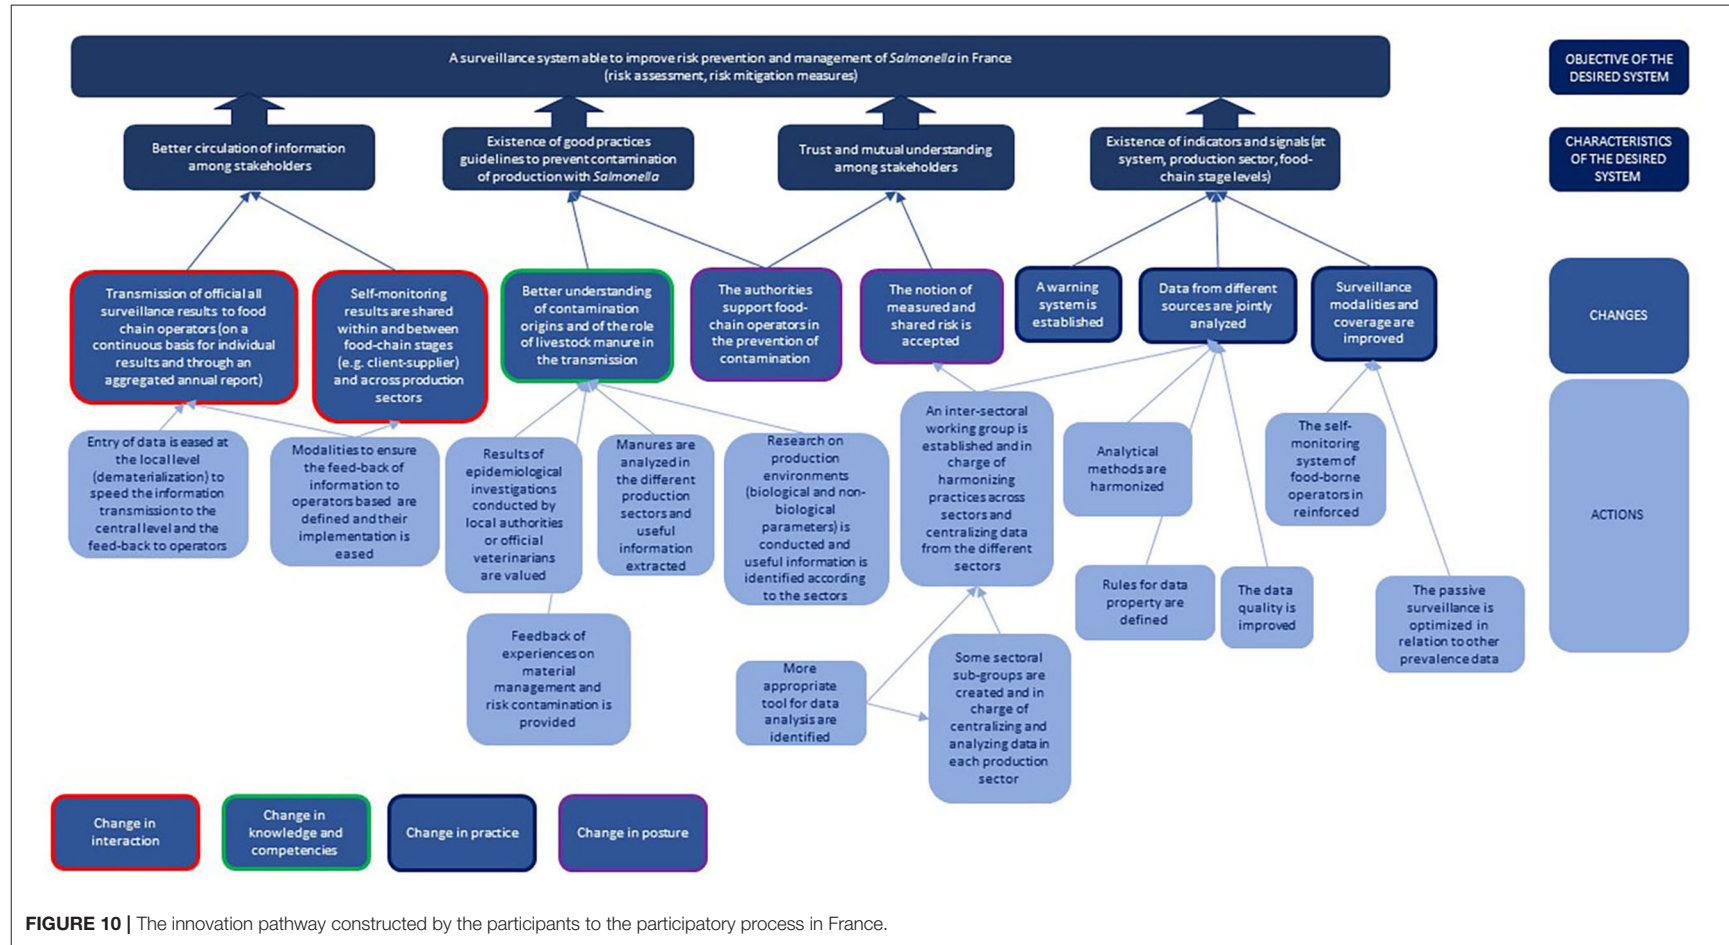 A surveillance system able to improve risk prevention and management of Salmonella in France
(risk assessment, risk mitigation measures)
OBJECTIVE OF THE
DESIRED SYSTEM
Better circulation of information
among stakeholders
Existence of good practices
guidelines to prevent contamination
of production with Salmonella
Trust and mutual understanding
among stakeholders
Existence of indicators and signals (at
system, production sector, food-
chain stage levels)
CHARACTERISTICS
OF THE DESIRED
SYSTEM
Transmission of official all
surveillance results to food
chain operators (on a
continuous basis for individual
results and through an
aggregated annual report)
Self-monitoring
results are shared
within and between
food-chain stages
(e.g. client-supplier)
and across production
sectors
Better understanding
of contamination
origins and of the role
of livestock manure in
the transmission
The authorities
support food-
chain operators in
the prevention of
contamination
The notion of
measured and
shared risk is
accepted
A warning
system is
established
Data from different
sources are jointly
analyzed
Surveillance
modalities and
coverage are
improved
CHANGES
Entry of data is eased at
the local level
(dematerialization) to
speed the information
transmission to the
central level and the
feed-back to operators
Modalities to ensure
the feed-back of
information to
operators based are
defined and their
implementation is
eased
Results of
epidemiological
investigations
conducted by
local authorities
or official
veterinarians
are valued
Manures are
analyzed in
the different
production
sectors and
useful
information
extracted
Research on
production
environments
(biological and non-
biological
parameters) is
conducted and
useful information is
identified according
to the sectors
An inter-sectoral
working group is
established and in
charge of
harmonizing
practices across
sectors and
centralizing data
from the different
sectors
Analytical
methods are
harmonized
The self-
monitoring
system of
food-borne
operators in
reinforced
ACTIONS
Feedback of
experiences on
material
management and
risk contamination is
provided
More
appropriate
tool for data
analysis are
identified
Some sectoral
sub-groups are
created and in
charge of
centralizing and
analyzing data in
each production
sector
Rules for data
property are
defined
The data
quality is
improved
The passive
surveillance is
optimized in
relation to other
prevalence data
Change in
interaction
Change in
knowledge and
competencies
Change in practice
Change in posture
FIGURE 10 | The innovation pathway constructed by the participants to the participatory process in France.